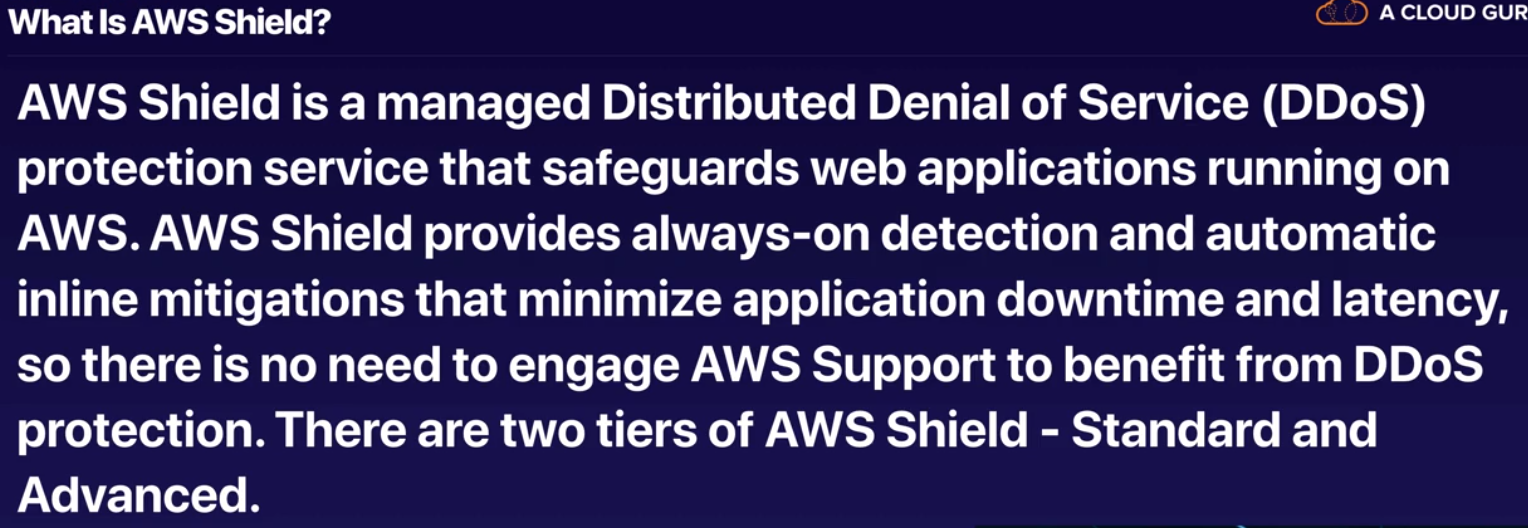 What Is AWS Shield?
A CLOUD GUR
AWS Shield is a managed Distributed Denial of Service (DDoS)
protection service that safeguards web applications running on
AWS. AWS Shield provides always-on detection and automatic
inline mitigations that minimize application downtime and latency,
so there is no need to engage AWS Support to benefit from DDoS
protection. There are two tiers of AWS Shield - Standard and
Advanced.